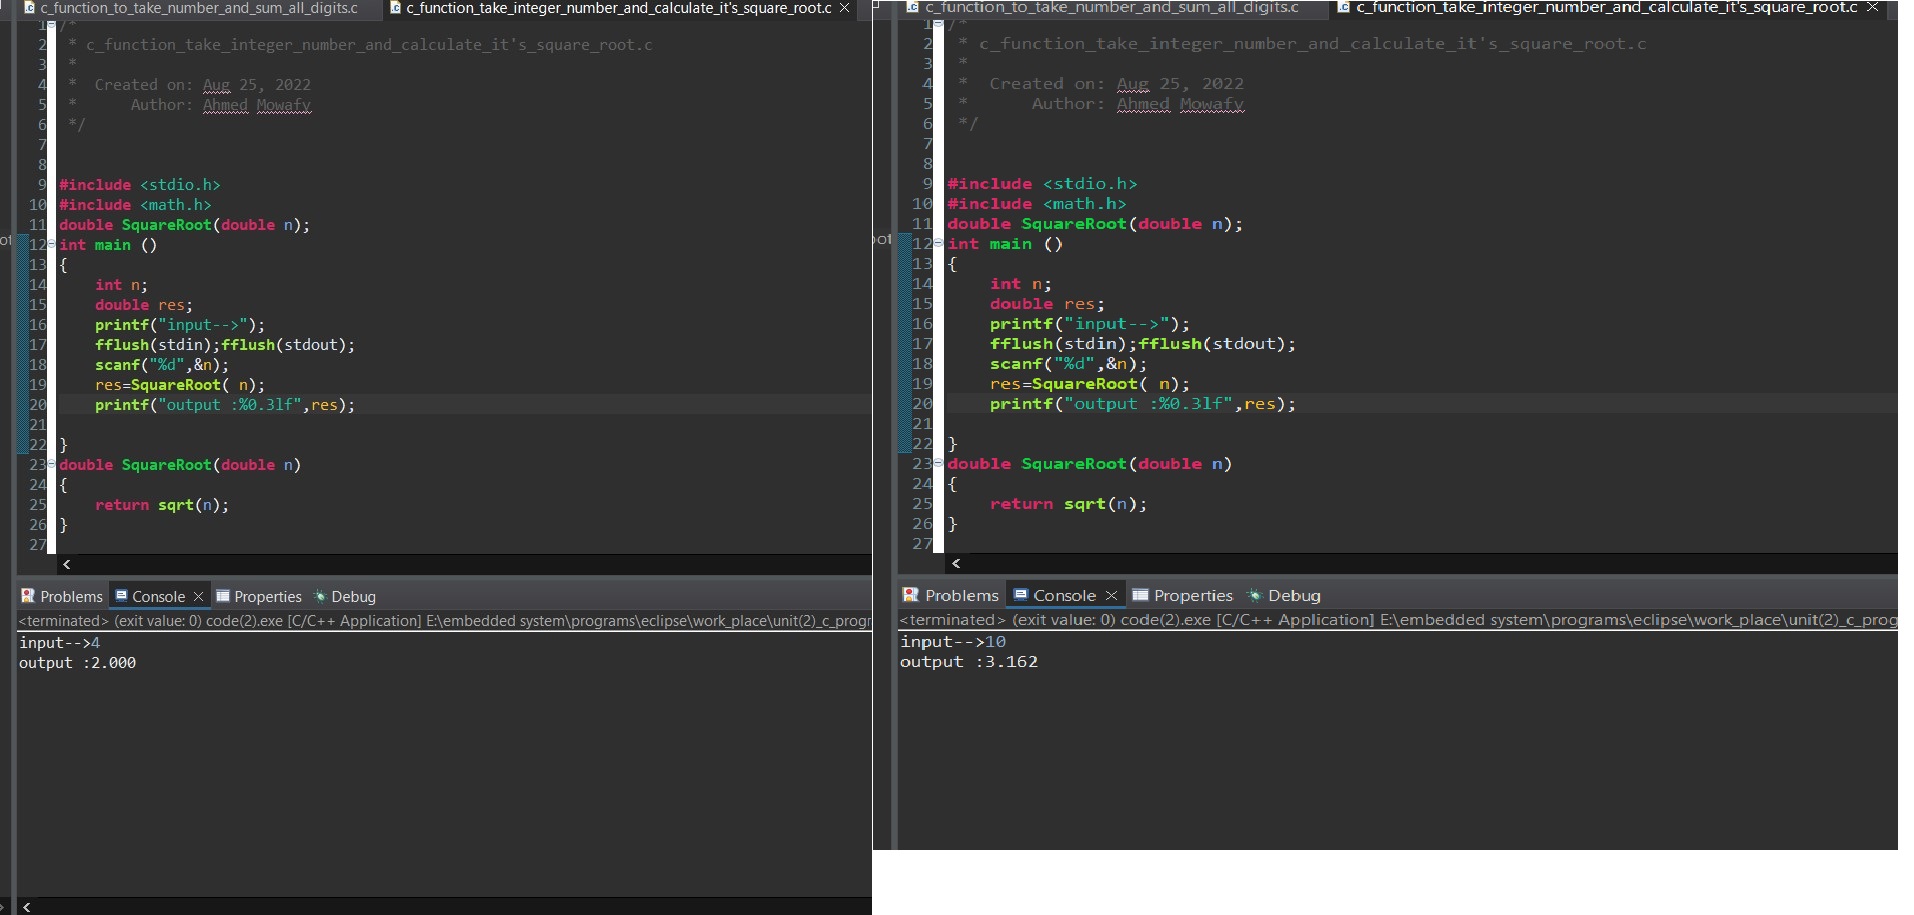 c_function_to_take_number_and_sum_all_digits.c c_function_take_integer_number_and_calculate_it's_square_root.c
1 /*
2 * c_function_take_integer_number_and_calculate_it's_square_root.c
3 *
4 * Created on: Aug 25, 2022
5 * Author: Ahmed Mowafy
6 */
7
8
9 #include <stdio.h>
10 #include <math.h>
11 double SquareRoot(double n);
12 int main ()
13 {
14 int n;
15 double res;
16 printf("input-->");
17 fflush(stdin);fflush(stdout);
18 scanf("%d",&n);
19 res=SquareRoot( n);
20 printf("output :%0.3lf",res);
21
22 }
23 double SquareRoot(double n)
24 {
25 return sqrt(n);
26 }
27
Problems Console Properties Debug
<terminated> (exit value: 0) code(2).exe [C/C++ Application] E:\embedded system\programs\eclipse\work_place\unit(2)_c_progr
input-->4
output :2.000
c_function_to_take_number_and_sum_all_digits.c c_function_take_integer_number_and_calculate_it's_square_root.c
1 /*
2 * c_function_take_integer_number_and_calculate_it's_square_root.c
3 *
4 * Created on: Aug 25, 2022
5 * Author: Ahmed Mowafy
6 */
7
8
9 #include <stdio.h>
10 #include <math.h>
11 double SquareRoot(double n);
12 int main ()
13 {
14 int n;
15 double res;
16 printf("input-->");
17 fflush(stdin);fflush(stdout);
18 scanf("%d",&n);
19 res=SquareRoot( n);
20 printf("output :%0.3lf",res);
21
22 }
23 double SquareRoot(double n)
24 {
25 return sqrt(n);
26 }
27
Problems Console Properties Debug
<terminated> (exit value: 0) code(2).exe [C/C++ Application] E:\embedded system\programs\eclipse\work_place\unit(2)_c_prog
input-->10
output :3.162